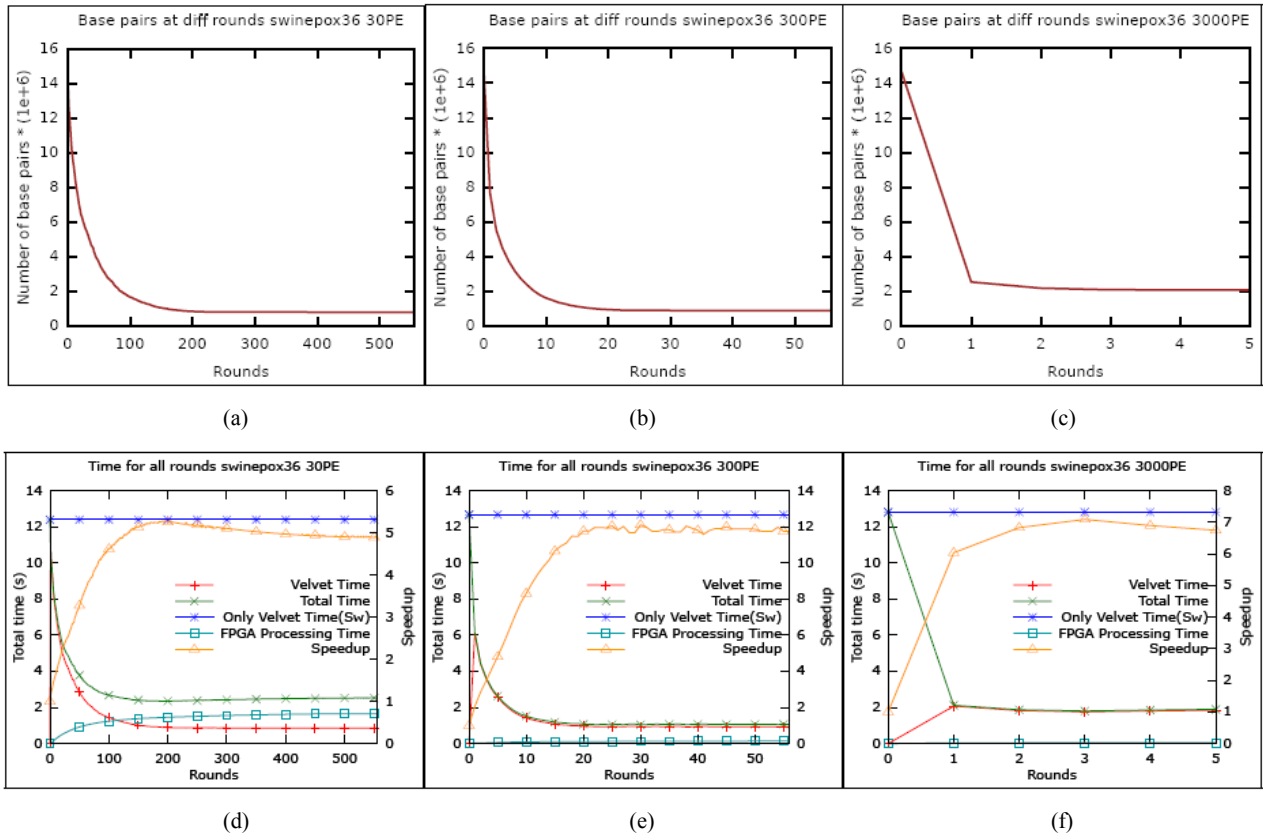 Base pairs at diff rounds swinepox36 30PE
Number of base pairs * (1e+6)
16
14
12
10
8
6
4
2
0
0 100 200 300 400 500
Rounds
(a)
Base pairs at diff rounds swinepox36 300PE
Number of base pairs * (1e+6)
16
14
12
10
8
6
4
2
0
0 10 20 30 40 50
Rounds
(b)
Base pairs at diff rounds swinepox36 3000PE
Number of base pairs * (1e+6)
16
14
12
10
8
6
4
2
0
0 1 2 3 4 5
Rounds
(c)
Time for all rounds swinepox36 30PE
Total time (s)
14
12
10
8
6
4
2
0
Velvet Time
Total Time
Only Velvet Time(Sw)
FPGA Processing Time
Speedup
6
5
4
3
2
1
0
Speedup
0 100 200 300 400 500
Rounds
(d)
Time for all rounds swinepox36 300PE
Total time (s)
14
12
10
8
6
4
2
0
Velvet Time
Total Time
Only Velvet Time(Sw)
FPGA Processing Time
Speedup
14
12
10
8
6
4
2
0
Speedup
0 10 20 30 40 50
Rounds
(e)
Time for all rounds swinepox36 3000PE
Total time (s)
14
12
10
8
6
4
2
0
Velvet Time
Total Time
Only Velvet Time(Sw)
FPGA Processing Time
Speedup
8
7
6
5
4
3
2
1
0
Speedup
0 1 2 3 4 5
Rounds
(f)